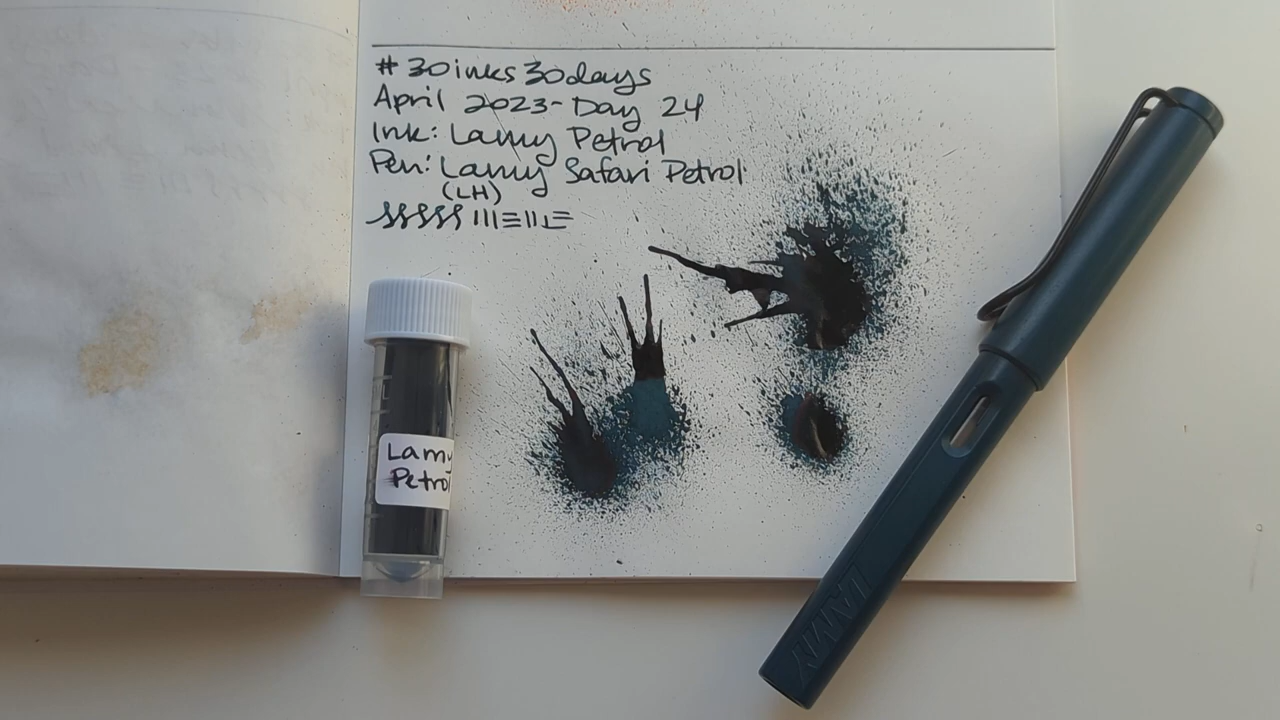 #30inks30days
April 2023-Day 24
Ink: Lamy Petrol
Pen: Lamy Safari Petrol
(LH)
Lamy
Petrol
LAMY